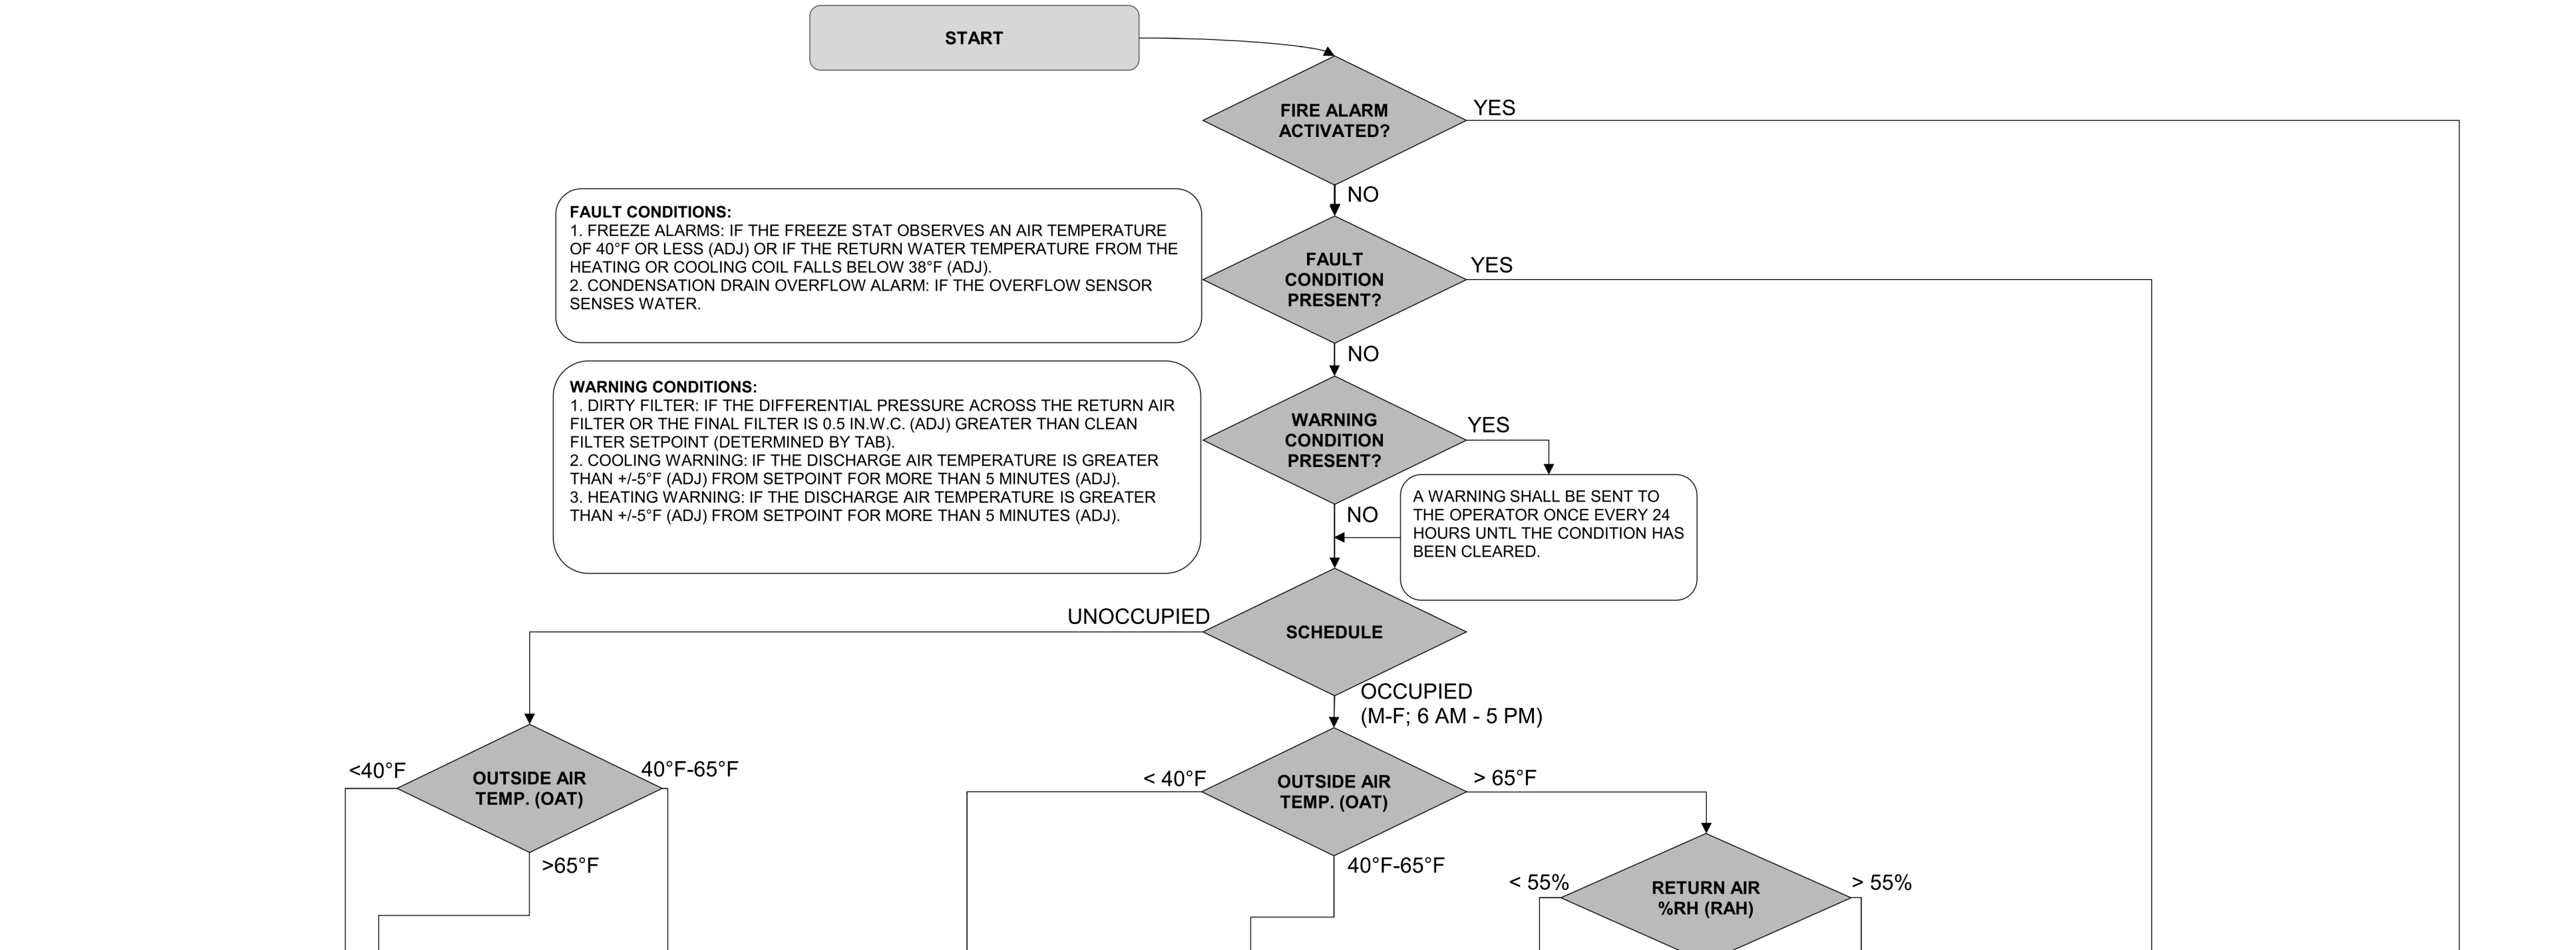 START
FIRE ALARM
ACTIVATED?
YES
NO
FAULT CONDITIONS:
1. FREEZE ALARMS: IF THE FREEZE STAT OBSERVES AN AIR TEMPERATURE
OF 40°F OR LESS (ADJ) OR IF THE RETURN WATER TEMPERATURE FROM THE
HEATING OR COOLING COIL FALLS BELOW 38°F (ADJ).
2. CONDENSATION DRAIN OVERFLOW ALARM: IF THE OVERFLOW SENSOR
SENSES WATER.
FAULT
CONDITION
PRESENT?
YES
NO
WARNING CONDITIONS:
1. DIRTY FILTER: IF THE DIFFERENTIAL PRESSURE ACROSS THE RETURN AIR
FILTER OR THE FINAL FILTER IS 0.5 IN.W.C. (ADJ) GREATER THAN CLEAN
FILTER SETPOINT (DETERMINED BY TAB).
2. COOLING WARNING: IF THE DISCHARGE AIR TEMPERATURE IS GREATER
THAN +/-5°F (ADJ) FROM SETPOINT FOR MORE THAN 5 MINUTES (ADJ).
3. HEATING WARNING: IF THE DISCHARGE AIR TEMPERATURE IS GREATER
THAN +/-5°F (ADJ) FROM SETPOINT FOR MORE THAN 5 MINUTES (ADJ).
WARNING
CONDITION
PRESENT?
YES
NO
A WARNING SHALL BE SENT TO
THE OPERATOR ONCE EVERY 24
HOURS UNTL THE CONDITION HAS
BEEN CLEARED.
UNOCCUPIED
SCHEDULE
OCCUPIED
(M-F; 6 AM - 5 PM)
<40°F
OUTSIDE AIR
TEMP. (OAT)
40°F-65°F
>65°F
< 40°F
OUTSIDE AIR
TEMP. (OAT)
> 65°F
40°F-65°F
< 55%
RETURN AIR
%RH (RAH)
> 55%